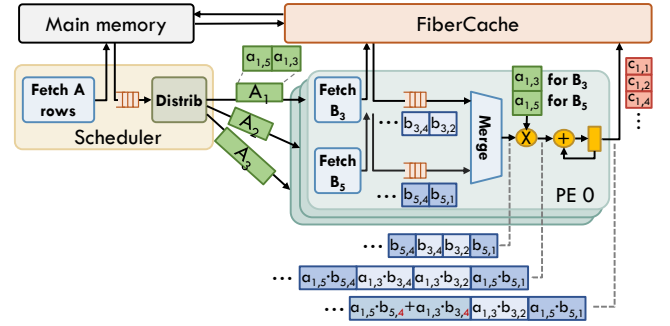 Main memory
FiberCache
a1,5 a1,3
Fetch A
rows
Distrib
Scheduler
A1
A2
A3
Fetch
B3
... b3,4 b3,2
Fetch
B5
... b5,4 b5,1
Merge
a1,3 for B3
a1,5 for B5
X
+
PE 0
c1,1
c1,2
c1,4
...
... b5,4 b3,4 b3,2 b5,1
... a1,5·b5,4 a1,3·b3,4 a1,3·b3,2 a1,5·b5,1
... a1,5·b5,4+a1,3·b3,4 a1,3·b3,2 a1,5·b5,1